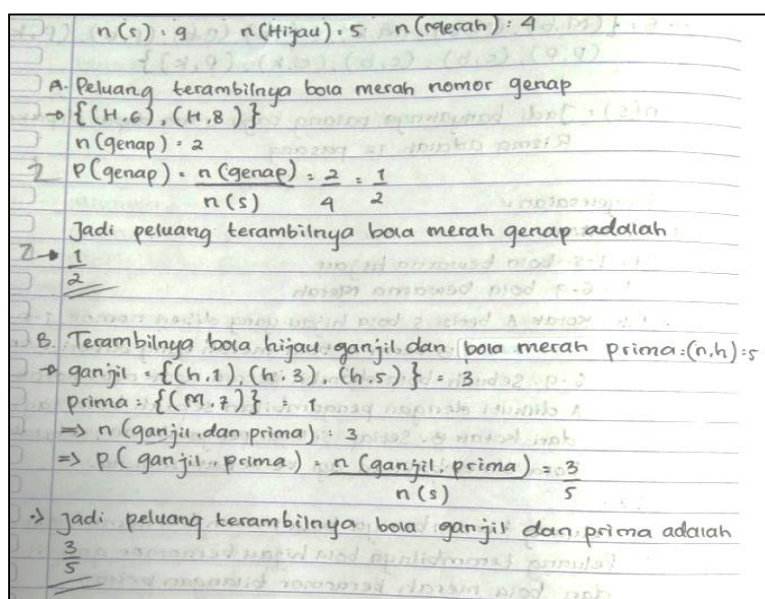 n(s) = 9 n(Hijau) = 5 n(Merah) = 4
A. Peluang terambilnya bola merah nomor genap
→ {(H.6), (H.8)}
n(genap) = 2
2 P(genap) = n(genap) / n(s) = 2/4 = 1/2
Jadi peluang terambilnya bola merah genap adalah
2 → 1/2
B. Terambilnya bola hijau ganjil dan bola merah prima = (n,h) = 5
→ ganjil = {(h.1), (h.3), (h.5)} = 3
prima = {(M.7)} = 1
=> n(ganjil.dan prima) = 3
=> P(ganjil, prima) = n(ganjil, prima) / n(s) = 3/5
-> Jadi peluang terambilnya bola ganjil dan prima adalah
3/5